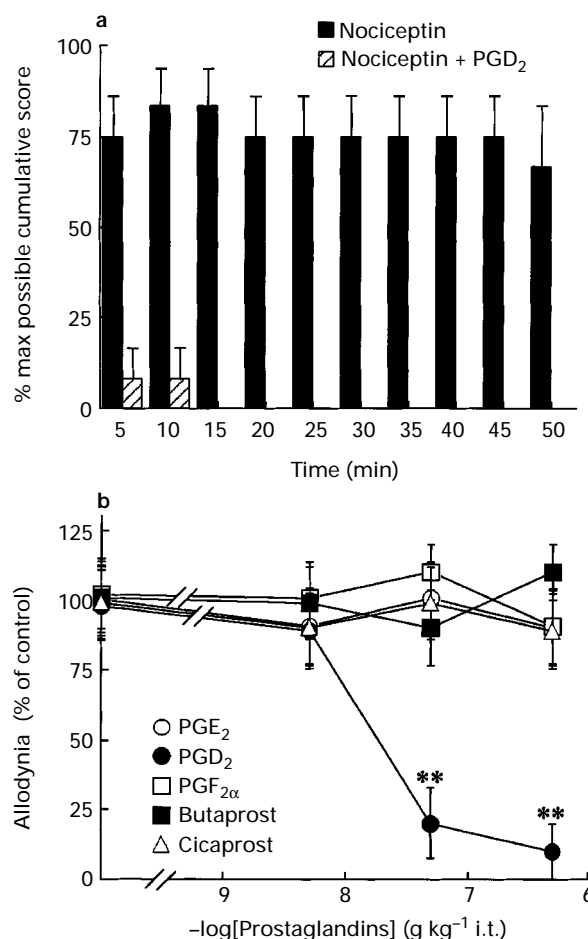 a
Nociceptin
Nociceptin + PGD₂
% max possible cumulative score
100
75
50
25
0
5 10 15 20 25 30 35 40 45 50
Time (min)
b
Allodynia (% of control)
125
100
75
50
25
0
PGE₂
PGD₂
PGF₂α
Butaprost
Cicaprost
**
**
9 8 7 6
–log[Prostaglandins] (g kg⁻¹ i.t.)